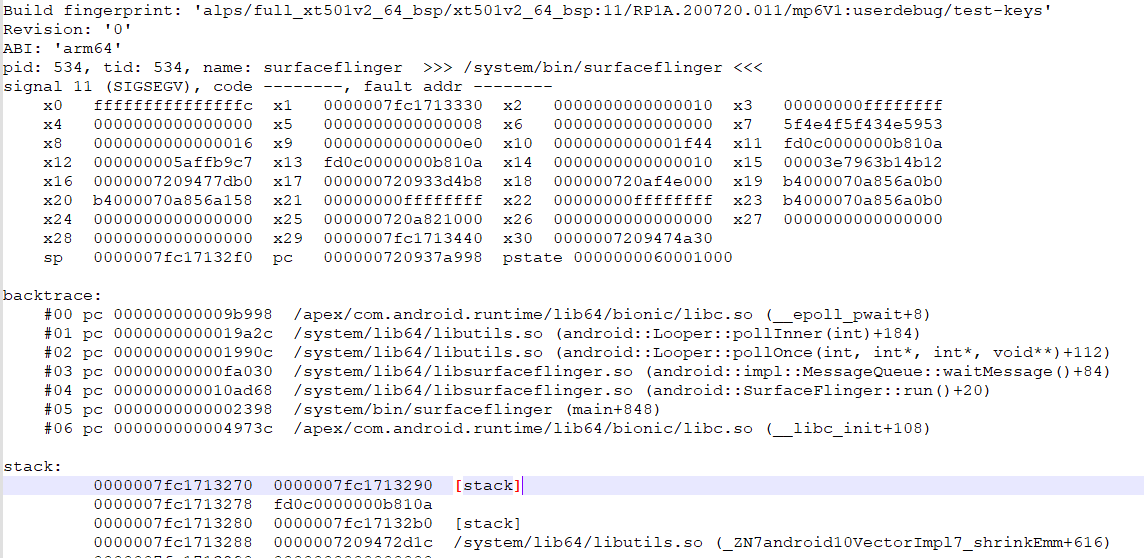 Build fingerprint: 'alps/full_xt501v2_64_bsp/xt501v2_64_bsp:11/RP1A.200720.011/mp6V1:userdebug/test-keys'
Revision: '0'
ABI: 'arm64'
pid: 534, tid: 534, name: surfaceflinger  >>> /system/bin/surfaceflinger <<<
signal 11 (SIGSEGV), code --------, fault addr --------
    x0  fffffffffffffffc  x1  0000007fc1713330  x2  0000000000000010  x3  00000000ffffffff
    x4  0000000000000000  x5  0000000000000008  x6  0000000000000000  x7  5f4e4f5f434e5953
    x8  0000000000000016  x9  00000000000000e0  x10 0000000000001f44  x11 fd0c0000000b810a
    x12 000000005affb9c7  x13 fd0c0000000b810a  x14 0000000000000010  x15 00003e7963b14b12
    x16 0000007209477db0  x17 000000720933d4b8  x18 000000720af4e000  x19 b4000070a856a0b0
    x20 b4000070a856a158  x21 00000000ffffffff  x22 00000000ffffffff  x23 b4000070a856a0b0
    x24 0000000000000000  x25 000000720a821000  x26 0000000000000000  x27 0000000000000000
    x28 0000000000000000  x29 0000007fc1713440  x30 0000007209474a30
    sp  0000007fc17132f0  pc  000000720937a998  pstate 0000000060001000
backtrace:
    #00 pc 000000000009b998  /apex/com.android.runtime/lib64/bionic/libc.so (__epoll_pwait+8)
    #01 pc 0000000000019a2c  /system/lib64/libutils.so (android::Looper::pollInner(int)+184)
    #02 pc 000000000001990c  /system/lib64/libutils.so (android::Looper::pollOnce(int, int*, int*, void**)+112)
    #03 pc 00000000000fa030  /system/lib64/libsurfaceflinger.so (android::impl::MessageQueue::waitMessage()+84)
    #04 pc 000000000010ad68  /system/lib64/libsurfaceflinger.so (android::SurfaceFlinger::run()+20)
    #05 pc 0000000000002398  /system/bin/surfaceflinger (main+848)
    #06 pc 000000000004973c  /apex/com.android.runtime/lib64/bionic/libc.so (__libc_init+108)
stack:
         0000007fc1713270  0000007fc1713290  [stack]
         0000007fc1713278  fd0c0000000b810a
         0000007fc1713280  0000007fc17132b0  [stack]
         0000007fc1713288  0000007209472d1c  /system/lib64/libutils.so (_ZN7android10VectorImpl7_shrinkEmm+616)